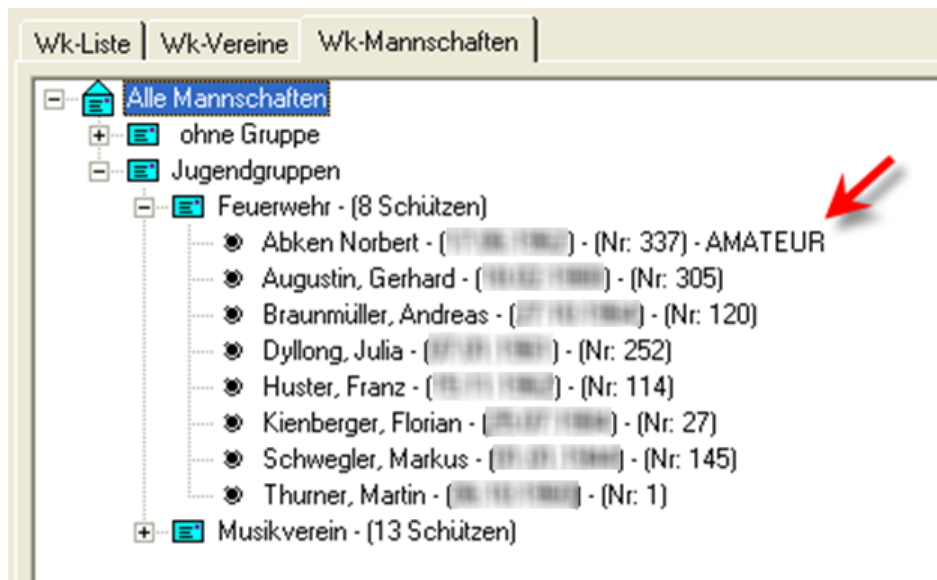 Wk-Liste Wk-Vereine Wk-Mannschaften
Alle Mannschaften
ohne Gruppe
Jugendgruppen
Feuerwehr - (8 Schützen)
Abken Norbert - ( ) - (Nr: 337) - AMATEUR
Augustin, Gerhard - ( ) - (Nr: 305)
Braunmüller, Andreas - ( ) - (Nr: 120)
Dyllong, Julia - ( ) - (Nr: 252)
Huster, Franz - ( ) - (Nr: 114)
Kienberger, Florian - ( ) - (Nr: 27)
Schwegler, Markus - ( ) - (Nr: 145)
Thurner, Martin - ( ) - (Nr: 1)
Musikverein - (13 Schützen)